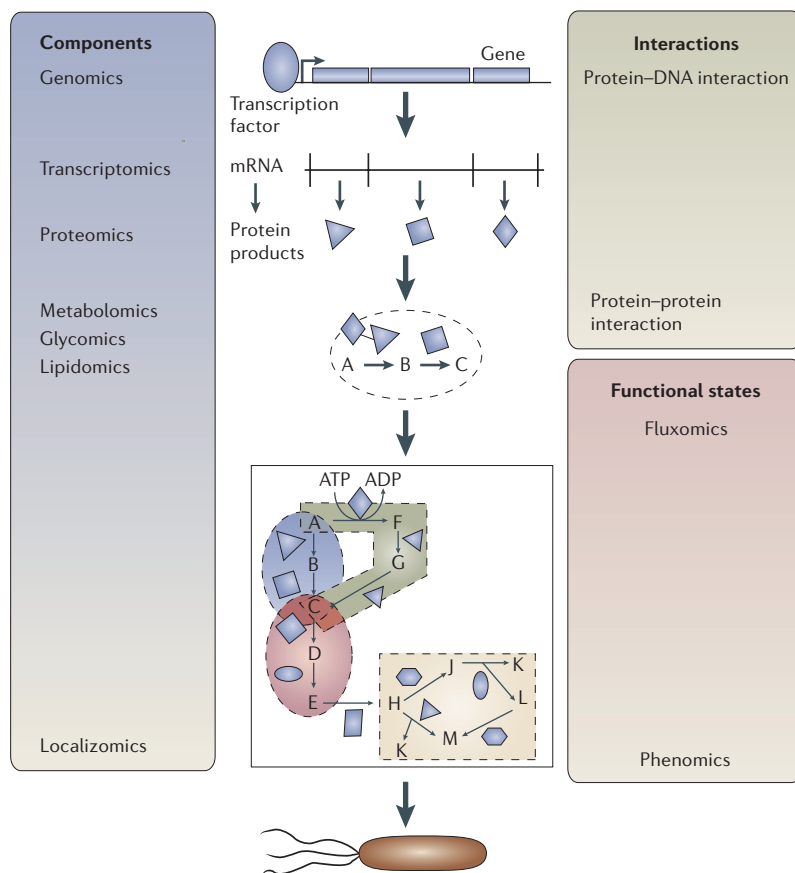 Components
Genomics
Transcriptomics
Proteomics
Metabolomics
Glycomics
Lipidomics
Localizomics
Gene
Transcription
factor
mRNA
Protein
products
A B C
ATP ADP
A F
B G
C
D
E
H J K
L
M
K
Interactions
Protein–DNA interaction
Protein–protein
interaction
Functional states
Fluxomics
Phenomics